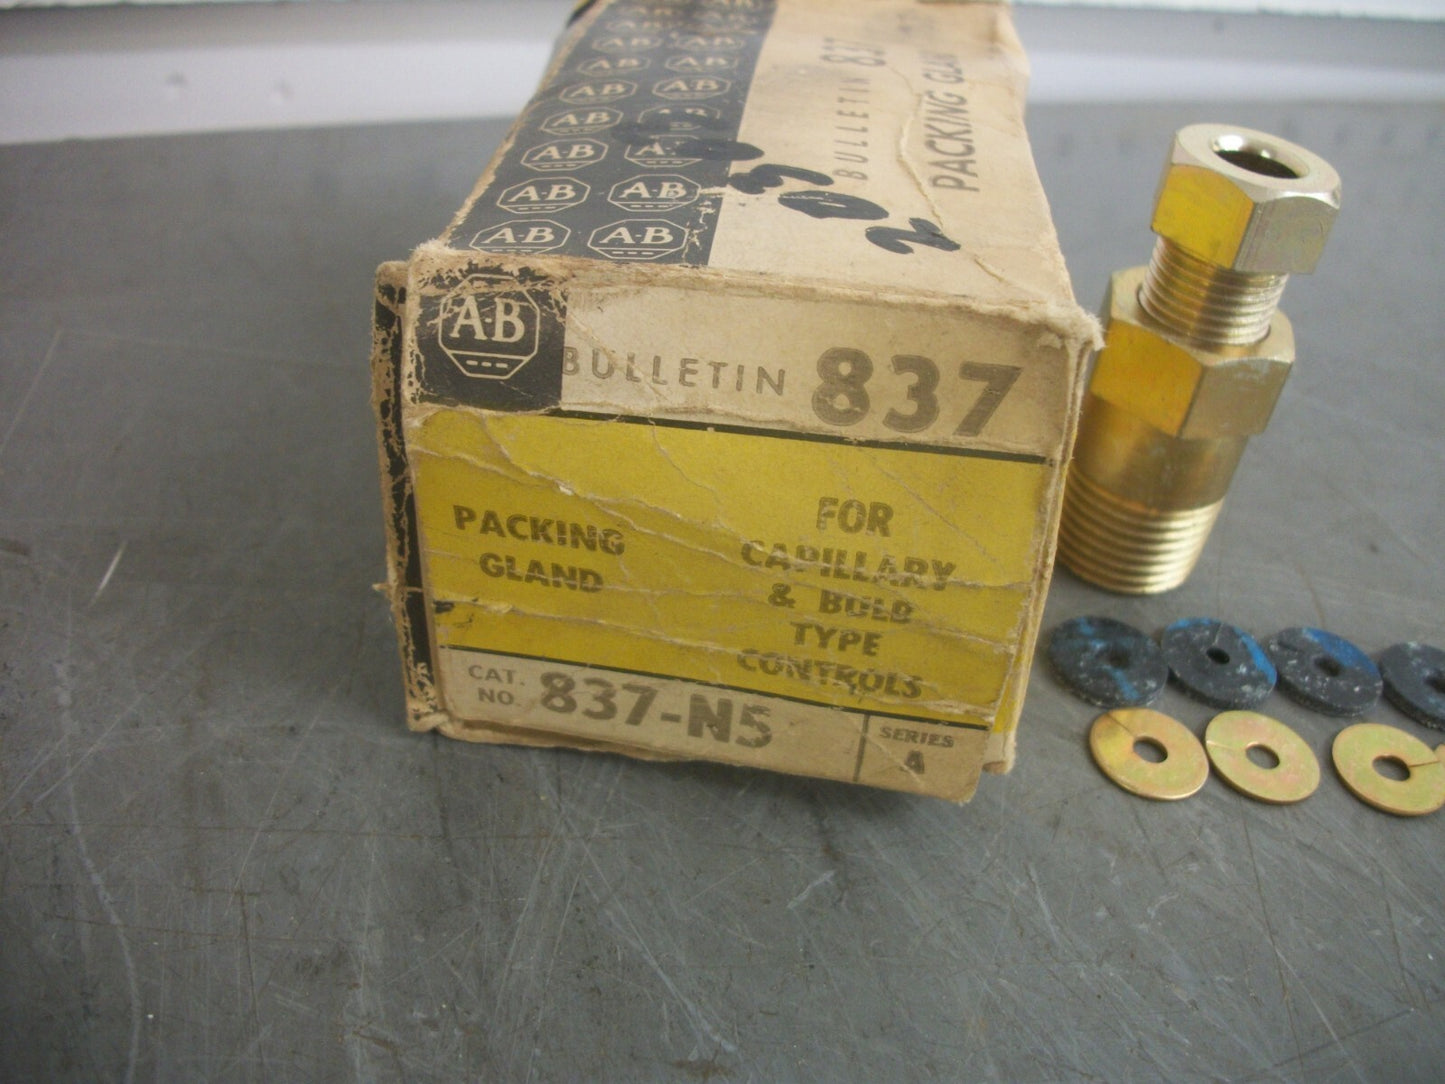 A-B A-B
A-B A-B
A-B A-B
A-B A-B
A-B A-B
A-B
A-B A-B
A-B A-B
BULLETIN 837
PACKING GLAND
A-B
BULLETIN 837
PACKING
GLAND
FOR
CAPILLARY
& BULB
TYPE
CONTROLS
CAT.
NO. 837-N5
SERIES
A